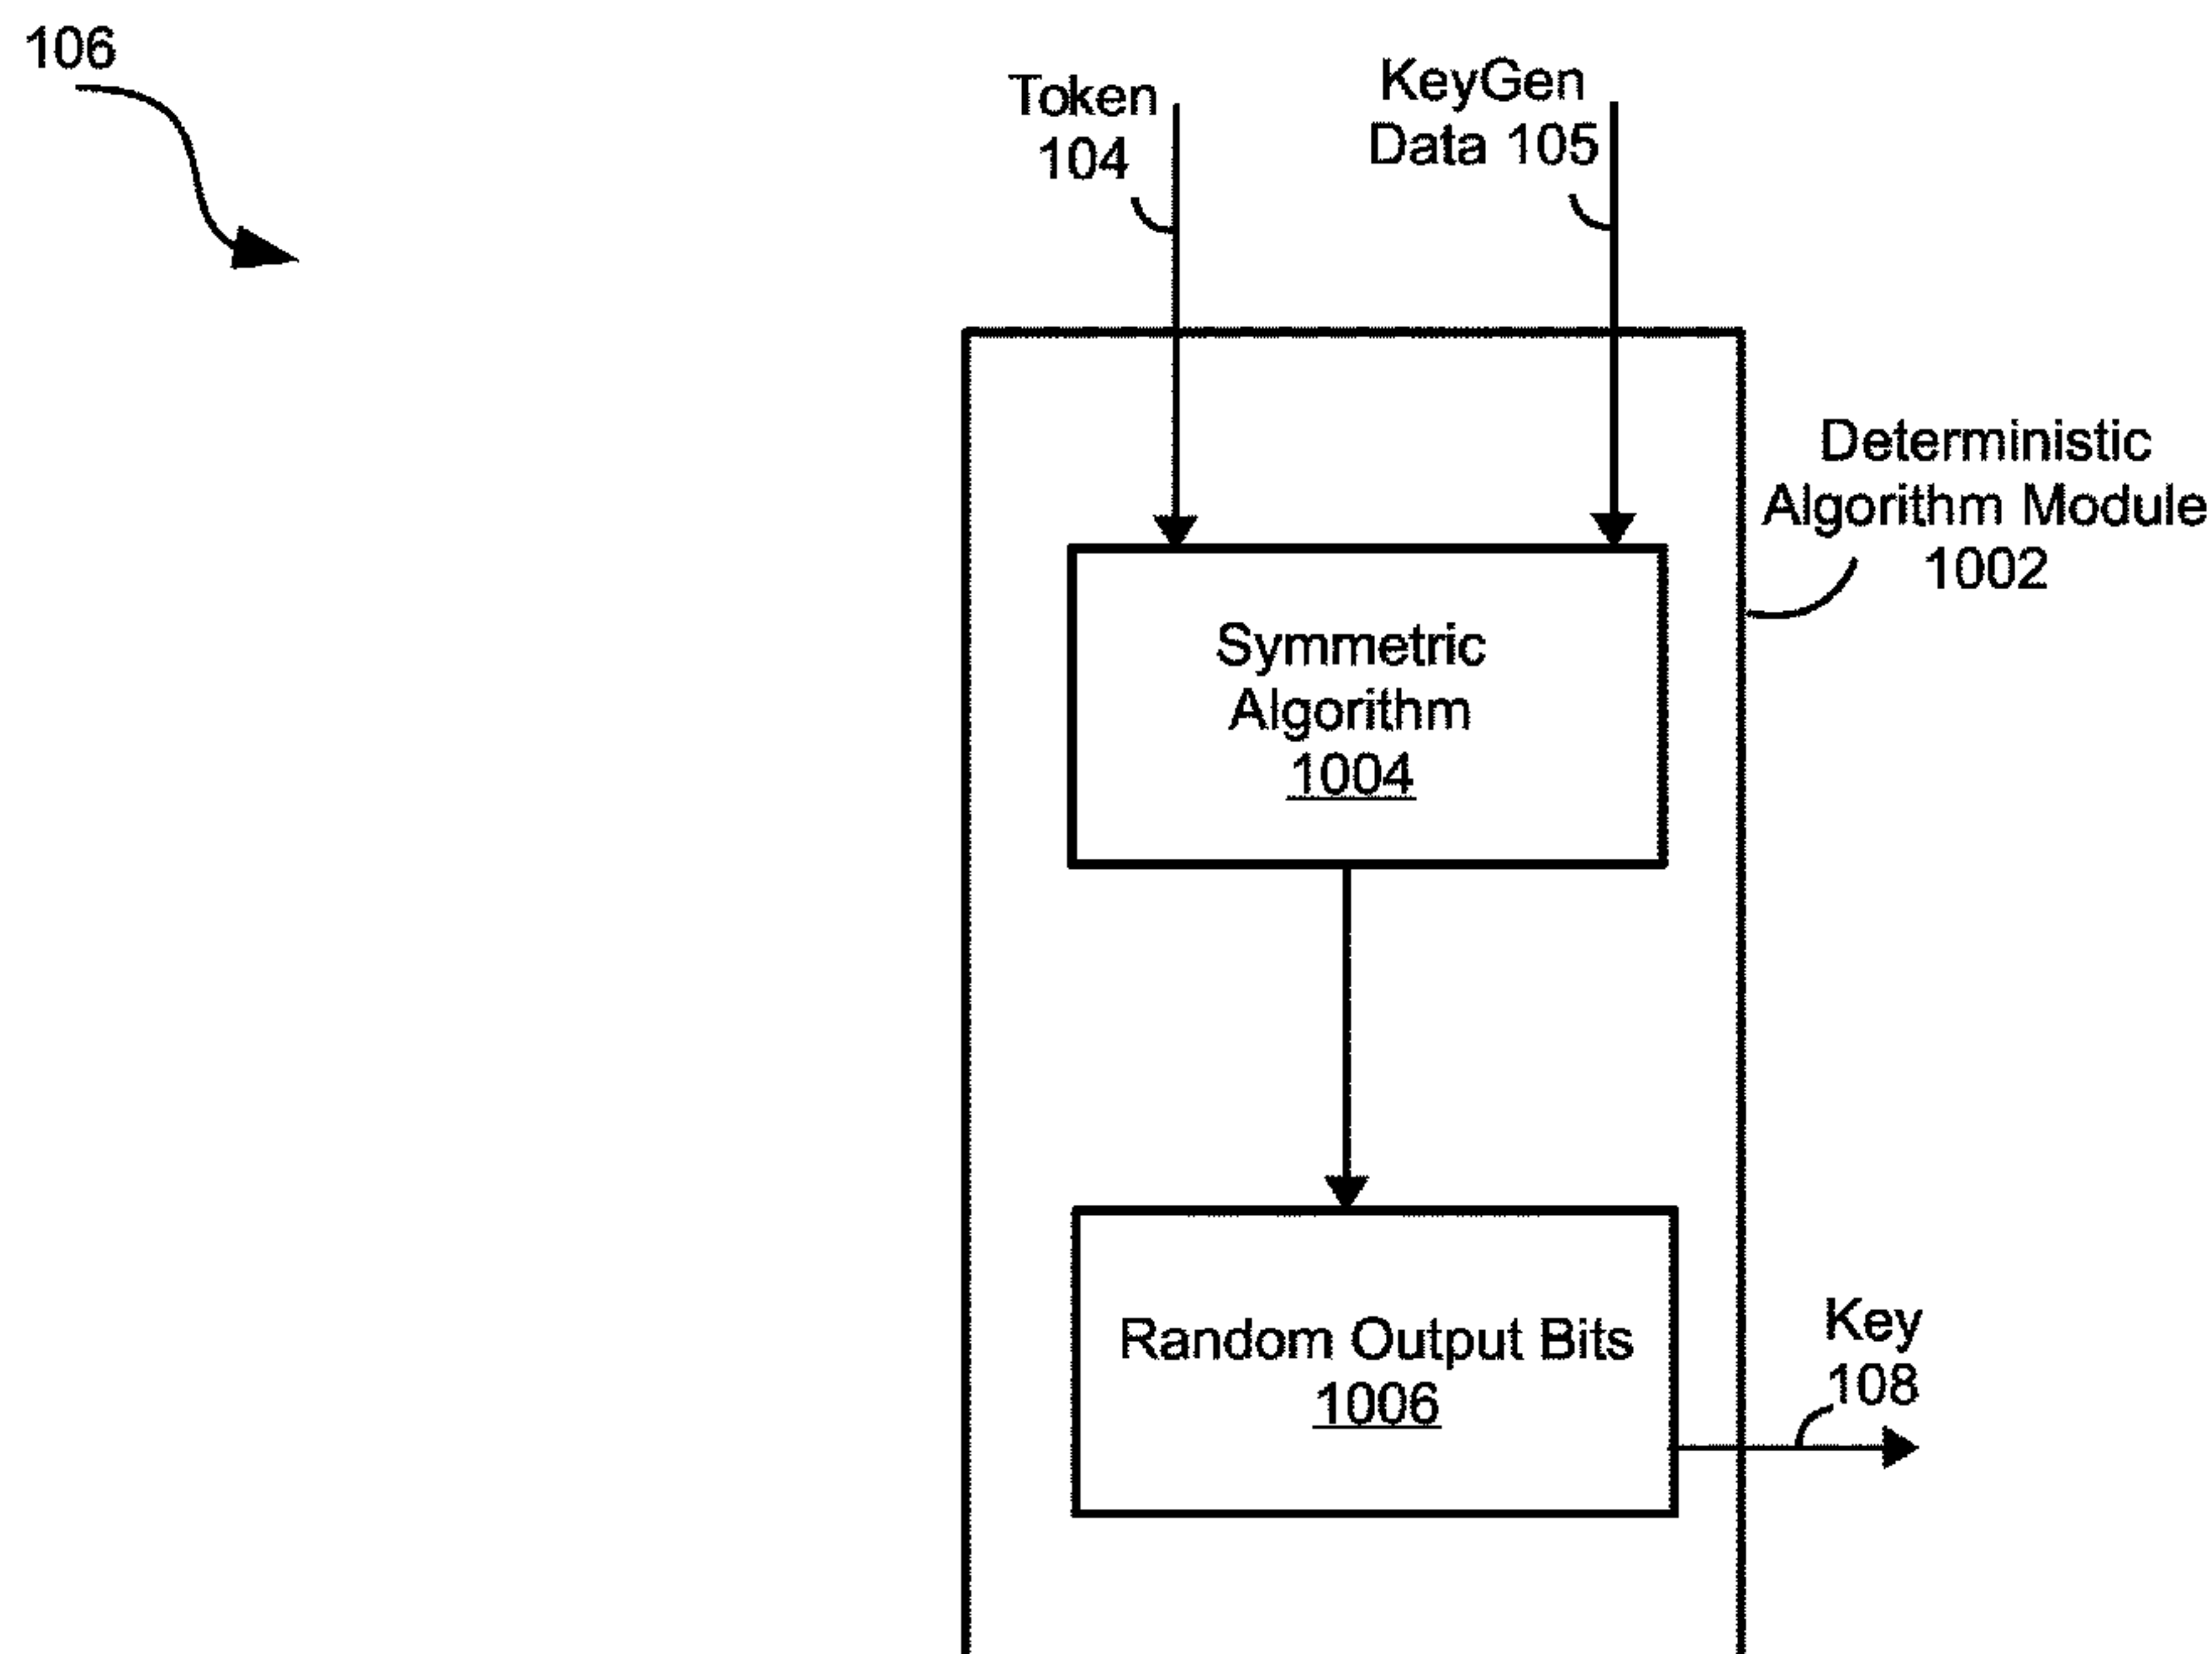 106
Token
104
KeyGen
Data 105
Deterministic
Algorithm Module
1002
Symmetric
Algorithm
1004
Random Output Bits
1006
Key
108